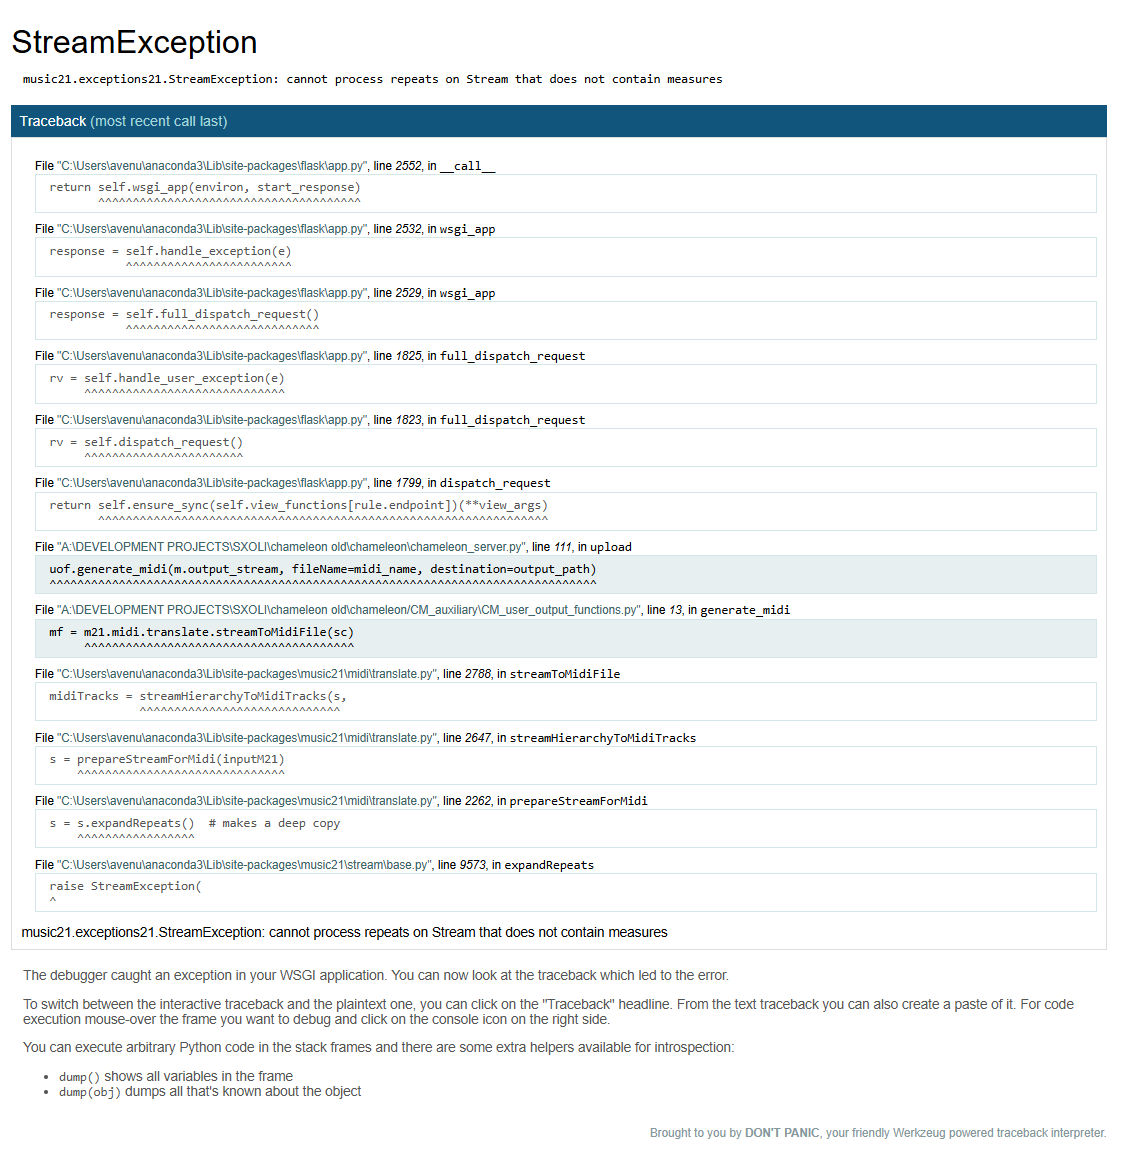 StreamException
music21.exceptions21.StreamException: cannot process repeats on Stream that does not contain measures
Traceback (most recent call last)
File "C:\Users\avenu\anaconda3\Lib\site-packages\flask\app.py", line 2552, in __call__
return self.wsgi_app(environ, start_response)
^^^^^^^^^^^^^^^^^^^^^^^^^^^^^^^^^^^^^^
File "C:\Users\avenu\anaconda3\Lib\site-packages\flask\app.py", line 2532, in wsgi_app
response = self.handle_exception(e)
^^^^^^^^^^^^^^^^^^^^^^^^
File "C:\Users\avenu\anaconda3\Lib\site-packages\flask\app.py", line 2529, in wsgi_app
response = self.full_dispatch_request()
^^^^^^^^^^^^^^^^^^^^^^^^^^^^
File "C:\Users\avenu\anaconda3\Lib\site-packages\flask\app.py", line 1825, in full_dispatch_request
rv = self.handle_user_exception(e)
^^^^^^^^^^^^^^^^^^^^^^^^^^^^^
File "C:\Users\avenu\anaconda3\Lib\site-packages\flask\app.py", line 1823, in full_dispatch_request
rv = self.dispatch_request()
^^^^^^^^^^^^^^^^^^^^^^^
File "C:\Users\avenu\anaconda3\Lib\site-packages\flask\app.py", line 1799, in dispatch_request
return self.ensure_sync(self.view_functions[rule.endpoint])(**view_args)
^^^^^^^^^^^^^^^^^^^^^^^^^^^^^^^^^^^^^^^^^^^^^^^^^^^^^^^^^^^^^^^^^
File "A:\DEVELOPMENT PROJECTS\SXOLI\chameleon old\chameleon\chameleon_server.py", line 111, in upload
uof.generate_midi(m.output_stream, fileName=midi_name, destination=output_path)
^^^^^^^^^^^^^^^^^^^^^^^^^^^^^^^^^^^^^^^^^^^^^^^^^^^^^^^^^^^^^^^^^^^^^^^^^^^^^^^
File "A:\DEVELOPMENT PROJECTS\SXOLI\chameleon old\chameleon/CM_auxiliary\CM_user_output_functions.py", line 13, in generate_midi
mf = m21.midi.translate.streamToMidiFile(sc)
^^^^^^^^^^^^^^^^^^^^^^^^^^^^^^^^^^^^^^^
File "C:\Users\avenu\anaconda3\Lib\site-packages\music21\midi\translate.py", line 2788, in streamToMidiFile
midiTracks = streamHierarchyToMidiTracks(s,
^^^^^^^^^^^^^^^^^^^^^^^^^^^^^
File "C:\Users\avenu\anaconda3\Lib\site-packages\music21\midi\translate.py", line 2647, in streamHierarchyToMidiTracks
s = prepareStreamForMidi(inputM21)
^^^^^^^^^^^^^^^^^^^^^^^^^^^^^^
File "C:\Users\avenu\anaconda3\Lib\site-packages\music21\midi\translate.py", line 2262, in prepareStreamForMidi
s = s.expandRepeats()  # makes a deep copy
^^^^^^^^^^^^^^^^^
File "C:\Users\avenu\anaconda3\Lib\site-packages\music21\stream\base.py", line 9573, in expandRepeats
raise StreamException(
^
music21.exceptions21.StreamException: cannot process repeats on Stream that does not contain measures
The debugger caught an exception in your WSGI application. You can now look at the traceback which led to the error.
To switch between the interactive traceback and the plaintext one, you can click on the "Traceback" headline. From the text traceback you can also create a paste of it. For code
execution mouse-over the frame you want to debug and click on the console icon on the right side.
You can execute arbitrary Python code in the stack frames and there are some extra helpers available for introspection:
• dump() shows all variables in the frame
• dump(obj) dumps all that's known about the object
Brought to you by DON'T PANIC, your friendly Werkzeug powered traceback interpreter.